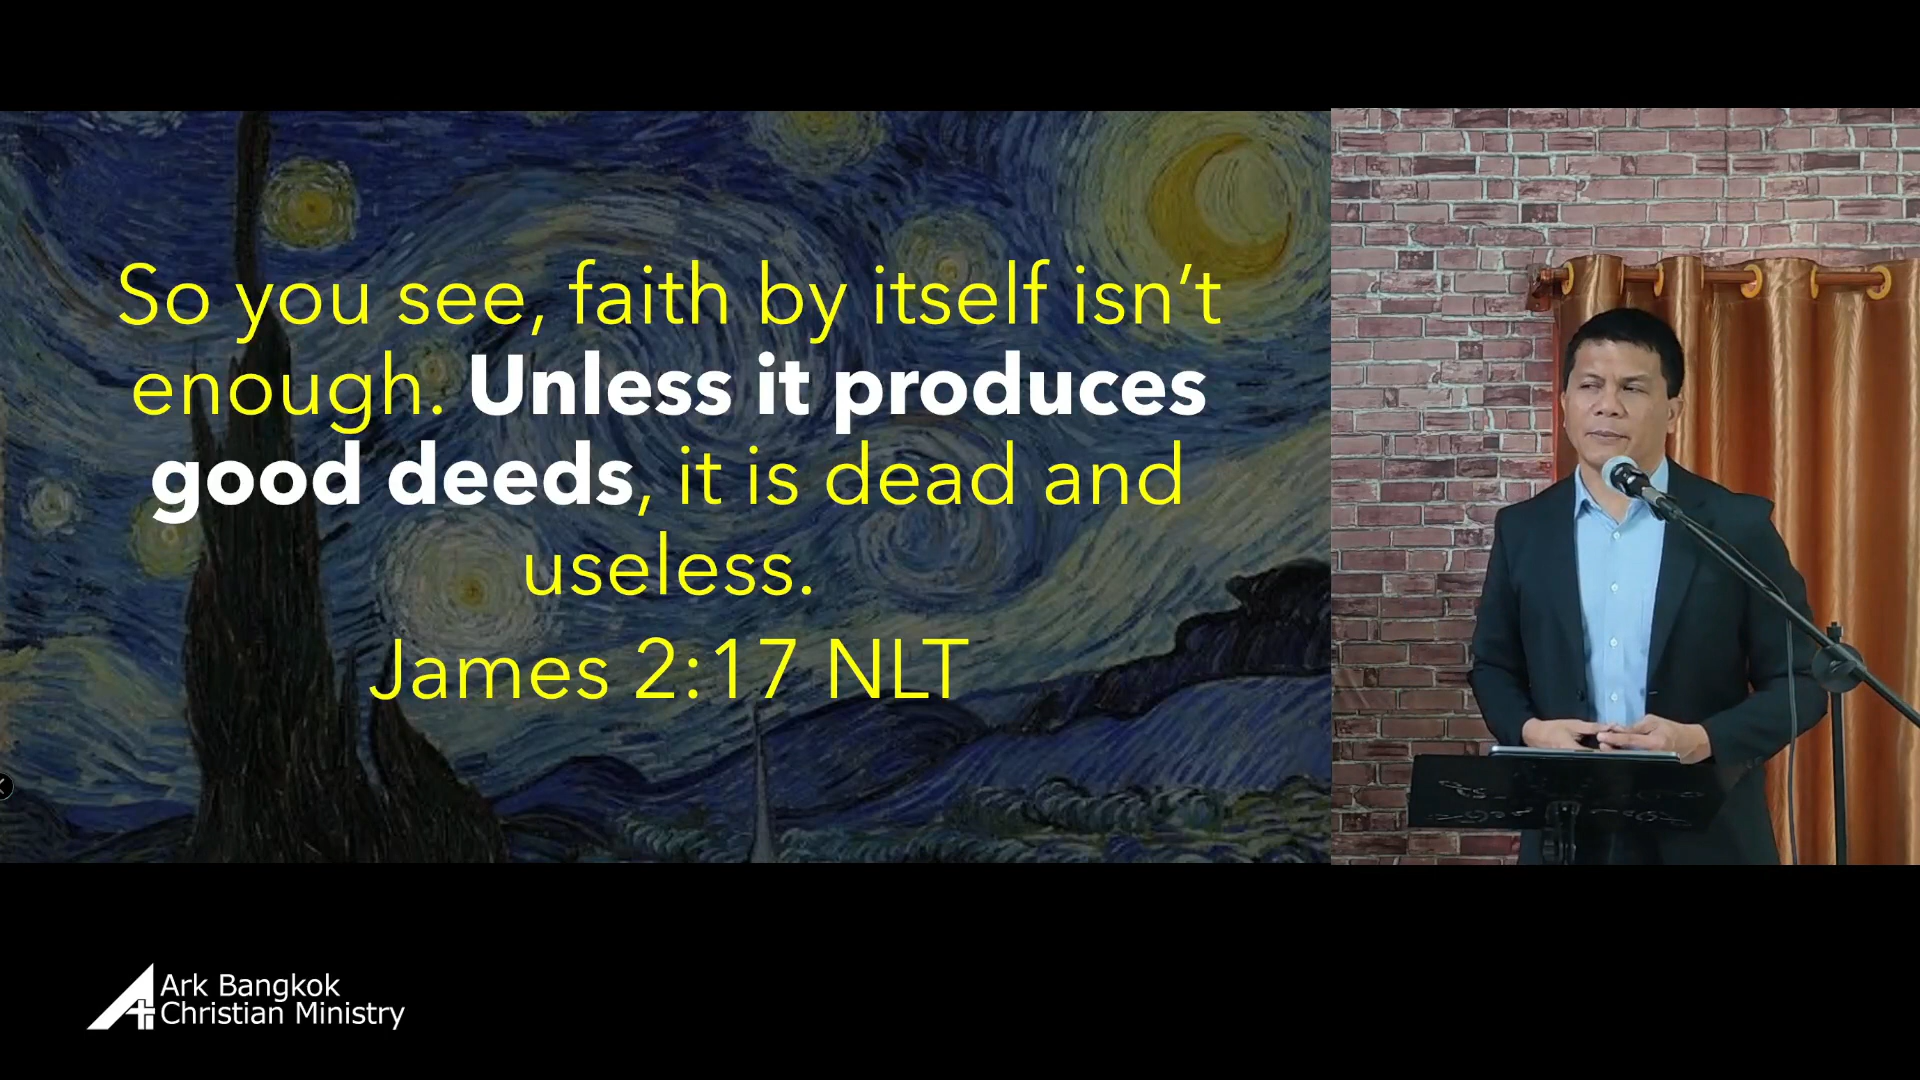 So you see, faith by itself isn’t
enough. Unless it produces
good deeds, it is dead and
useless.
James 2:17 NLT
Ark Bangkok
Christian Ministry